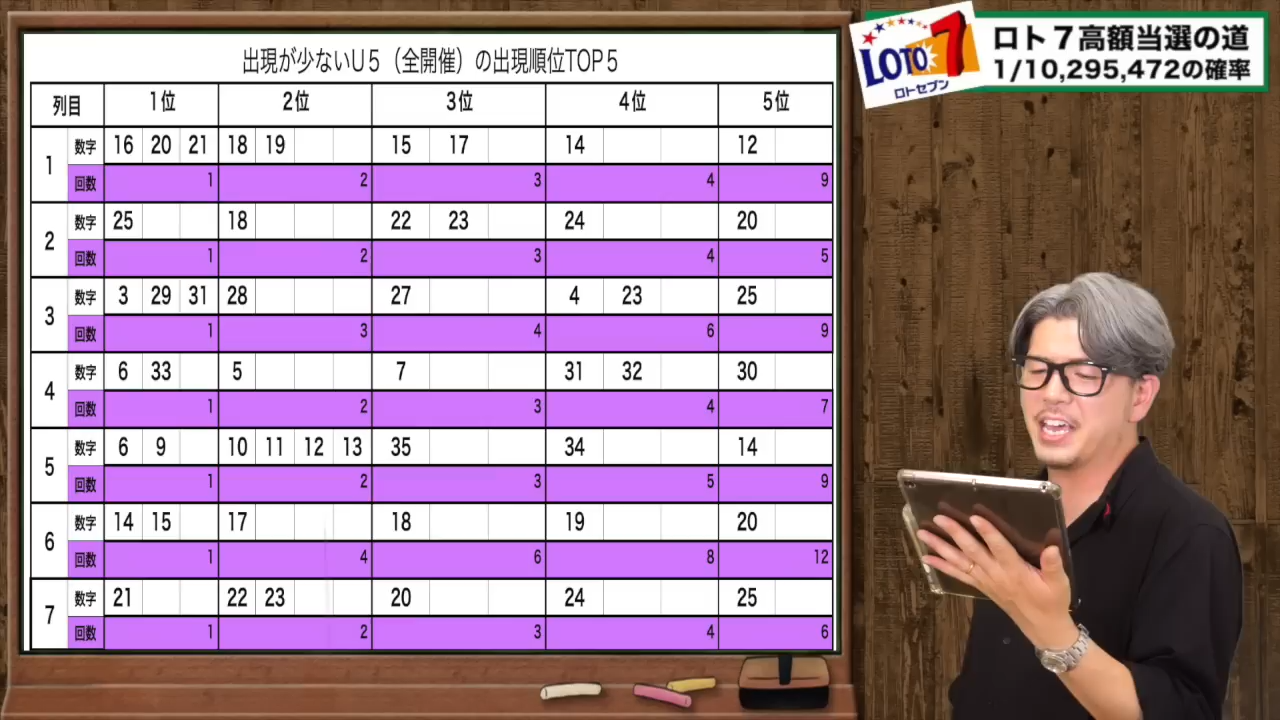 出現が少ないU5（全開催）の出現順位TOP5
列目 1位 2位 3位 4位 5位
1 数字 16 20 21 18 19 15 17 14 12
回数 1 2 3 4 9
2 数字 25 18 22 23 24 20
回数 1 2 3 4 5
3 数字 3 29 31 28 27 4 23 25
回数 1 3 4 6 9
4 数字 6 33 5 7 31 32 30
回数 1 2 3 4 7
5 数字 6 9 10 11 12 13 35 34 14
回数 1 2 3 5 9
6 数字 14 15 17 18 19 20
回数 1 4 6 8 12
7 数字 21 22 23 20 24 25
回数 1 2 3 4 6
LOTO 7
ロトセブン
ロト7高額当選の道
1/10,295,472の確率